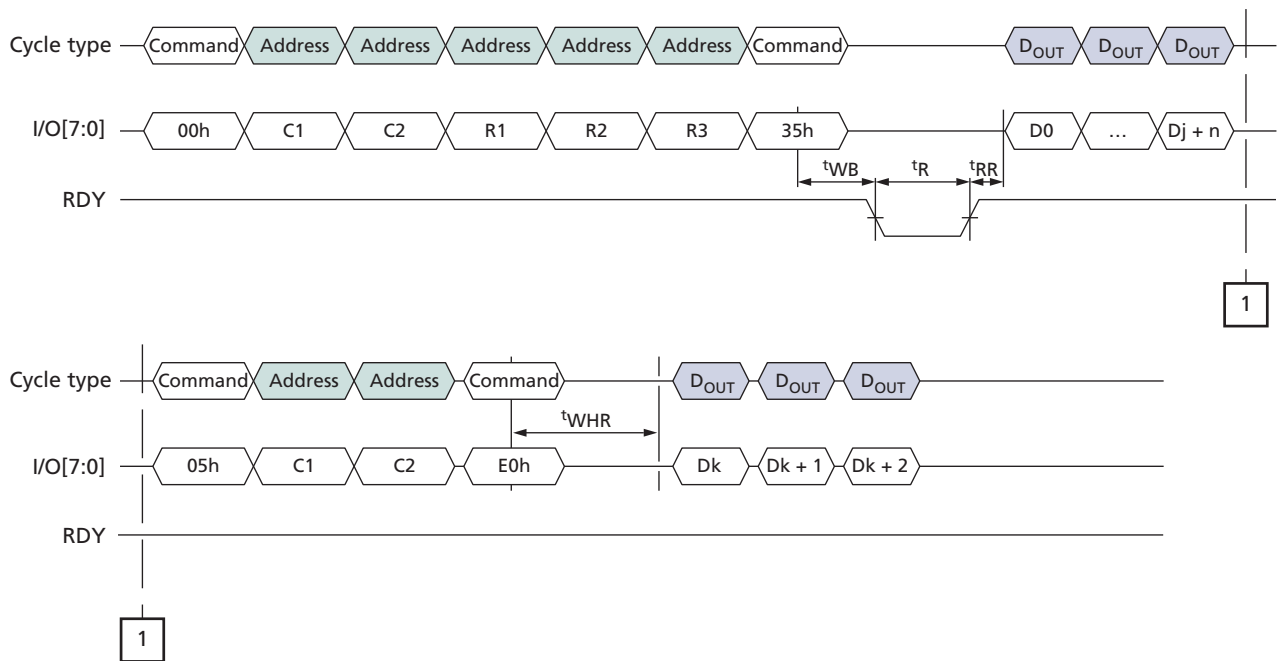 Cycle type Command Address Address Address Address Address Command DOUT DOUT DOUT
I/O[7:0] 00h C1 C2 R1 R2 R3 35h D0 … Dj + n
tWB tR tRR
RDY
1
Cycle type Command Address Address Command DOUT DOUT DOUT
tWHR
I/O[7:0] 05h C1 C2 E0h Dk Dk + 1 Dk + 2
RDY
1